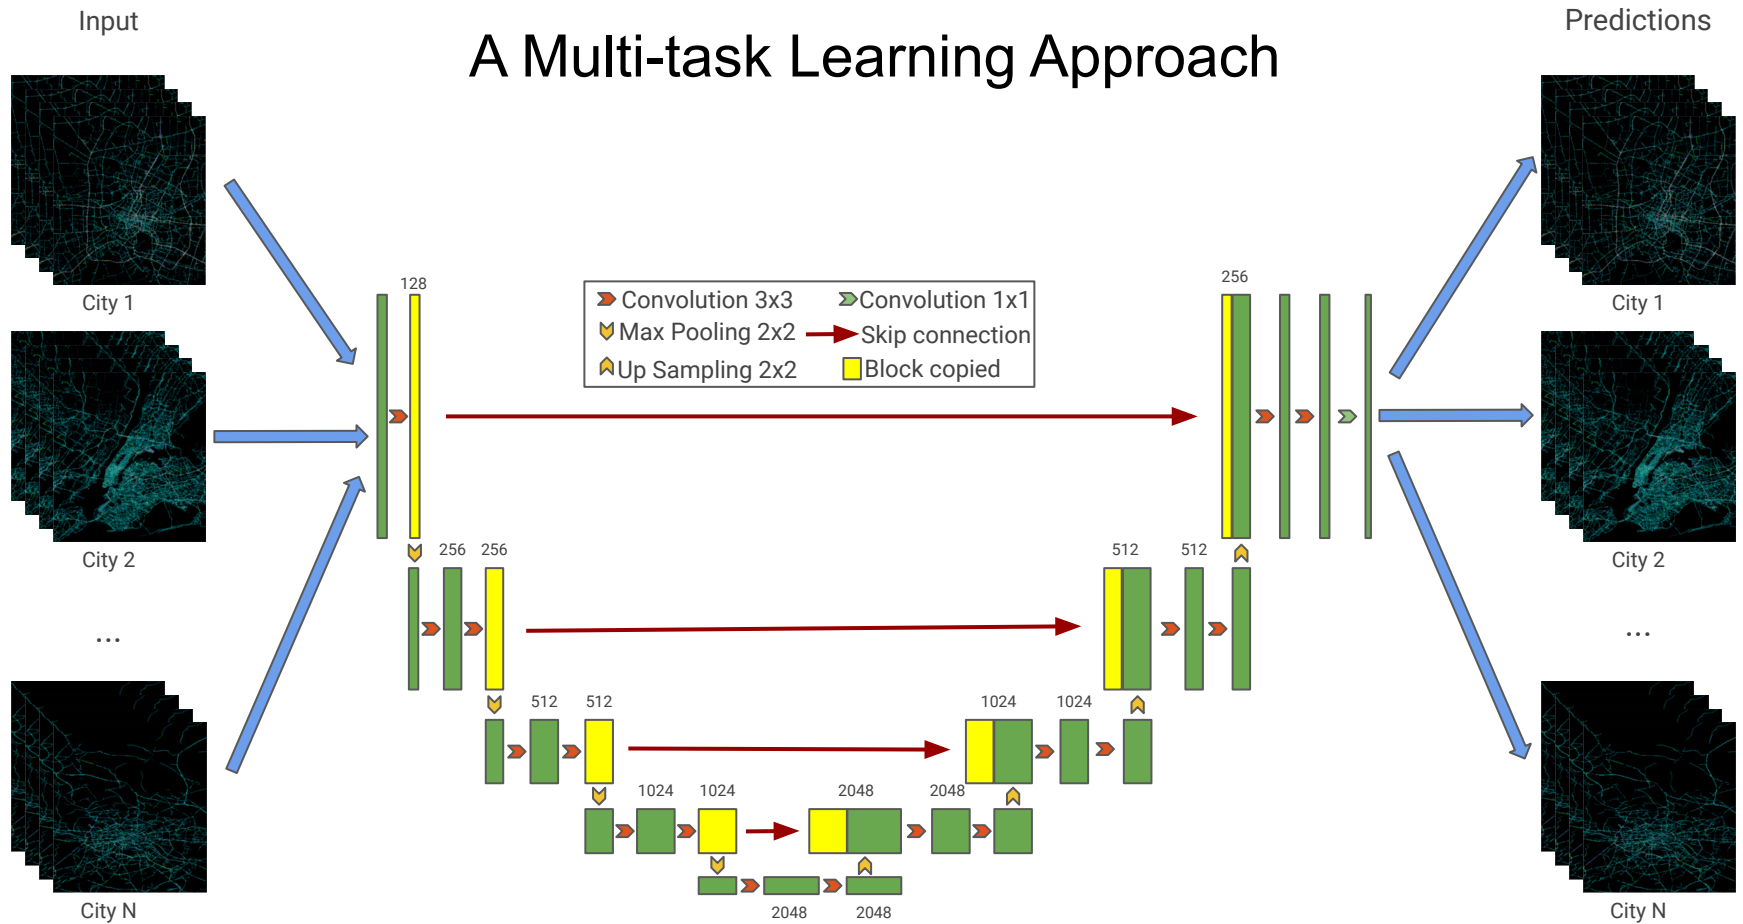 Input
A Multi-task Learning Approach
Predictions
City 1
City 2
...
City N
128
256 256
512 512
1024 1024
2048 2048
Convolution 3x3 Convolution 1x1
Max Pooling 2x2 Skip connection
Up Sampling 2x2 Block copied
2048 2048
1024 1024
512 512
256
City 1
City 2
...
City N